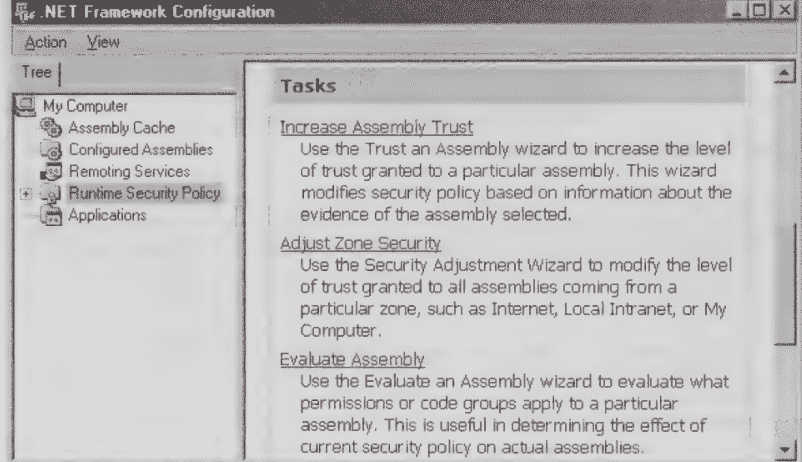 .NET Framework Configuration
Action View
Tree
My Computer
Assembly Cache
Configured Assemblies
Remoting Services
Runtime Security Policy
Applications
Tasks
Increase Assembly Trust
Use the Trust an Assembly wizard to increase the level
of trust granted to a particular assembly. This wizard
modifies security policy based on information about the
evidence of the assembly selected.
Adjust Zone Security
Use the Security Adjustment Wizard to modify the level
of trust granted to all assemblies coming from a
particular zone, such as Internet, Local Intranet, or My
Computer.
Evaluate Assembly
Use the Evaluate an Assembly wizard to evaluate what
permissions or code groups apply to a particular
assembly. This is useful in determining the effect of
current security policy on actual assemblies.